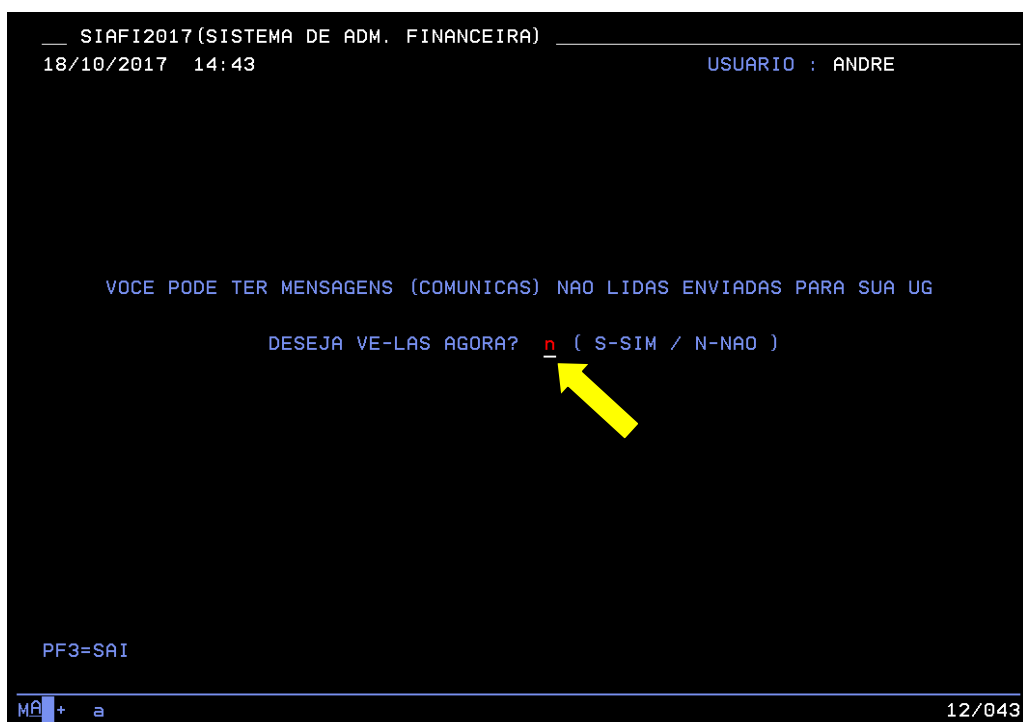 __ SIAFI2017(SISTEMA DE ADM. FINANCEIRA) ________________________________
18/10/2017 14:43 USUARIO : ANDRE
VOCE PODE TER MENSAGENS (COMUNICAS) NAO LIDAS ENVIADAS PARA SUA UG
DESEJA VE-LAS AGORA? n ( S-SIM / N-NAO )
PF3=SAI
MA + a 12/043